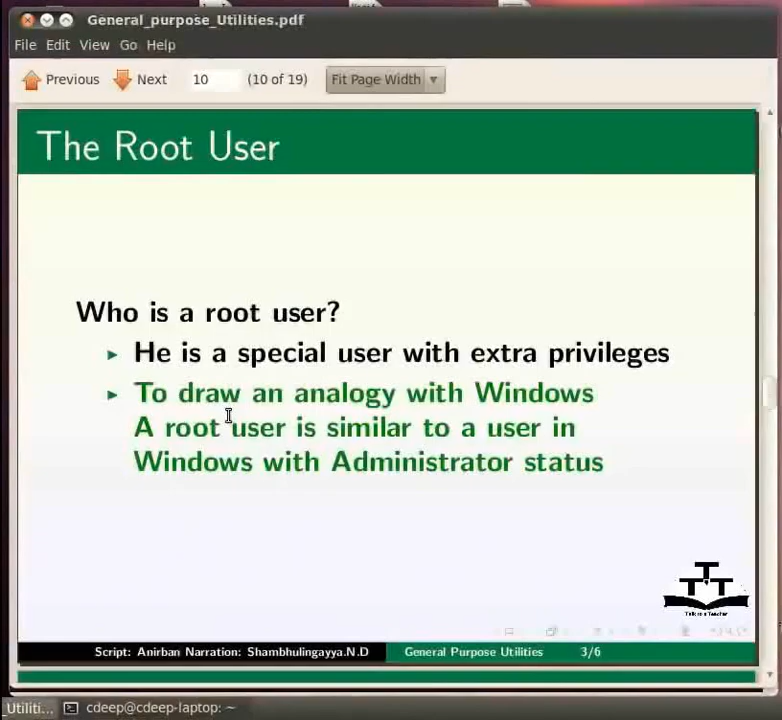 General_purpose_Utilities.pdf
File Edit View Go Help
Previous Next 10 (10 of 19) Fit Page Width
The Root User
Who is a root user?
He is a special user with extra privileges
To draw an analogy with Windows
A root user is similar to a user in
Windows with Administrator status
T T T
Talk to a Teacher
Script: Anirban Narration: Shambhulingayya.N.D General Purpose Utilities 3/6
Utiliti... cdeep@cdeep-laptop: ~